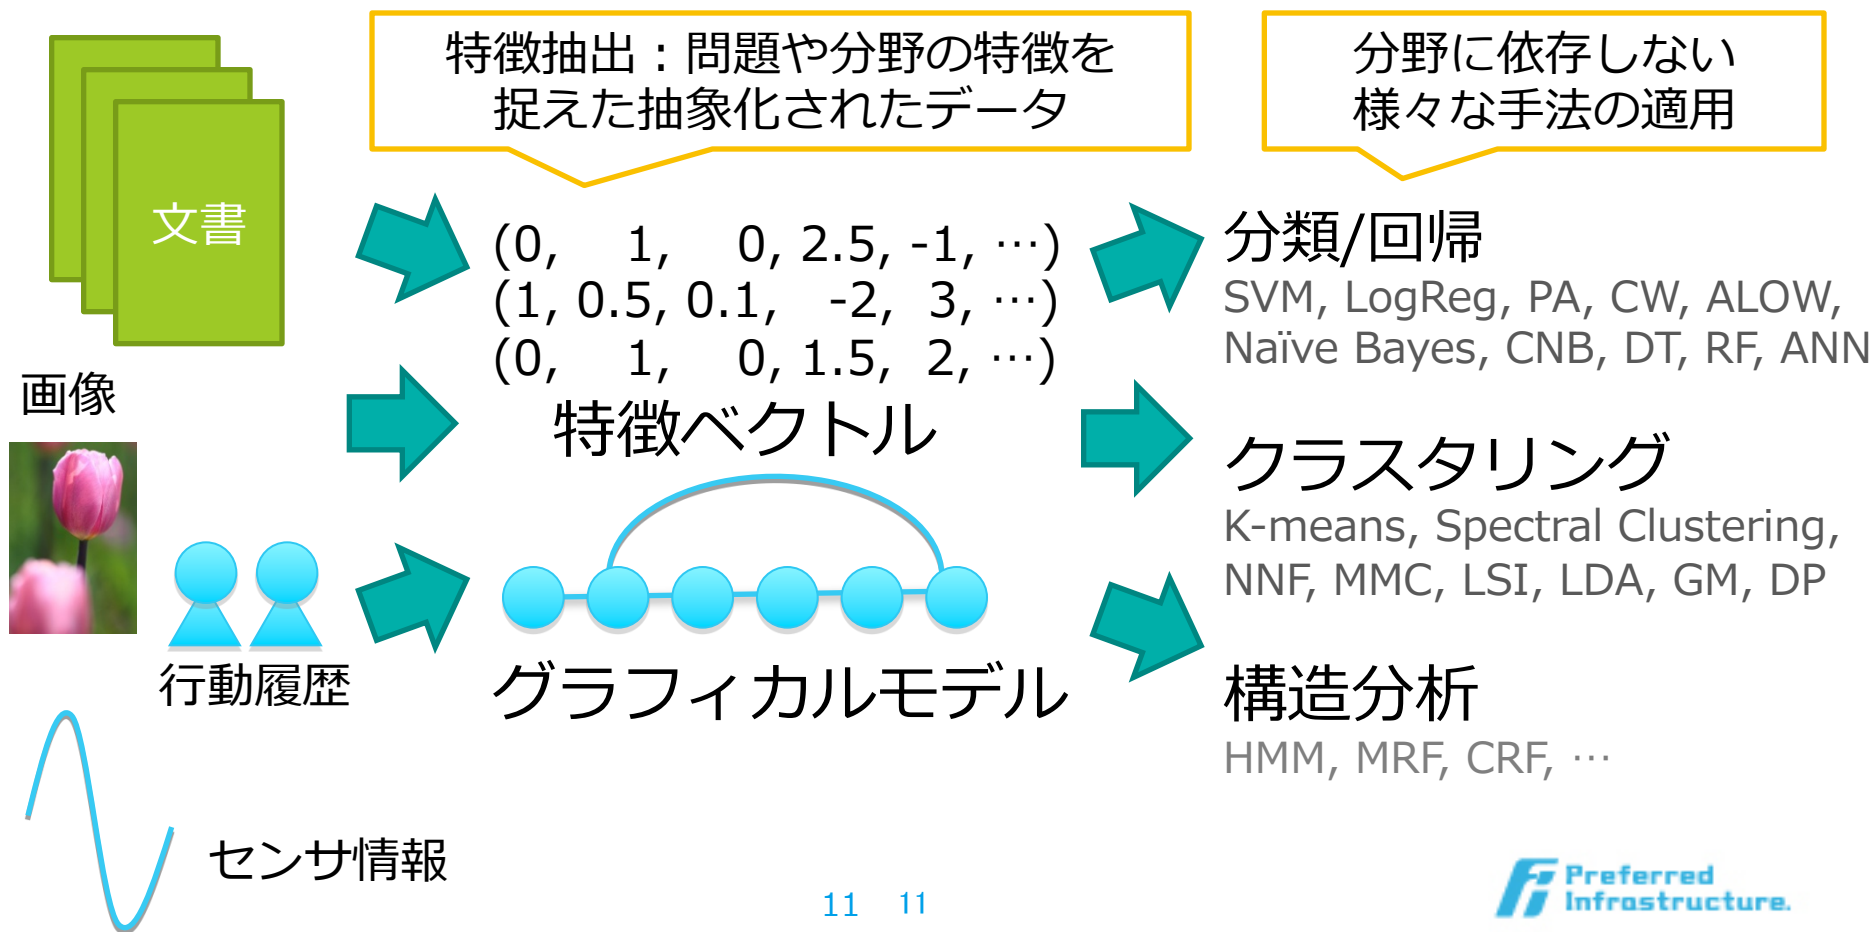 特徴抽出：問題や分野の特徴を
捉えた抽象化されたデータ
分野に依存しない
様々な手法の適用
文書
画像
行動履歴
センサ情報
(0, 1, 0, 2.5, -1, …)
(1, 0.5, 0.1, -2, 3, …)
(0, 1, 0, 1.5, 2, …)
特徴ベクトル
グラフィカルモデル
分類/回帰
SVM, LogReg, PA, CW, ALOW,
Naïve Bayes, CNB, DT, RF, ANN
クラスタリング
K-means, Spectral Clustering,
NNF, MMC, LSI, LDA, GM, DP
構造分析
HMM, MRF, CRF, …
11 11
Preferred
Infrastructure.